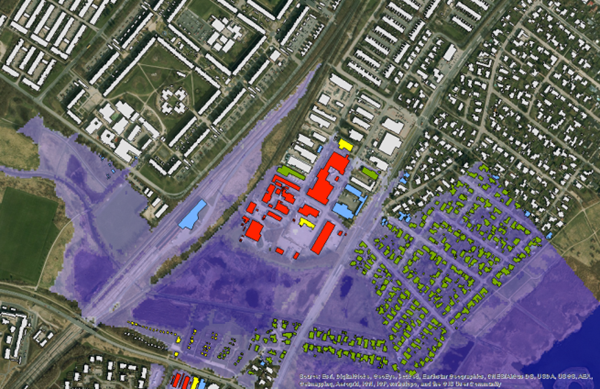 Source: Esri, DigitalGlobe, GeoEye, Earthstar Geographics, CNES/Airbus DS, USDA, USGS, AEX,
Getmapping, Aerogrid, IGN, IGP, swisstopo, and the GIS User Community